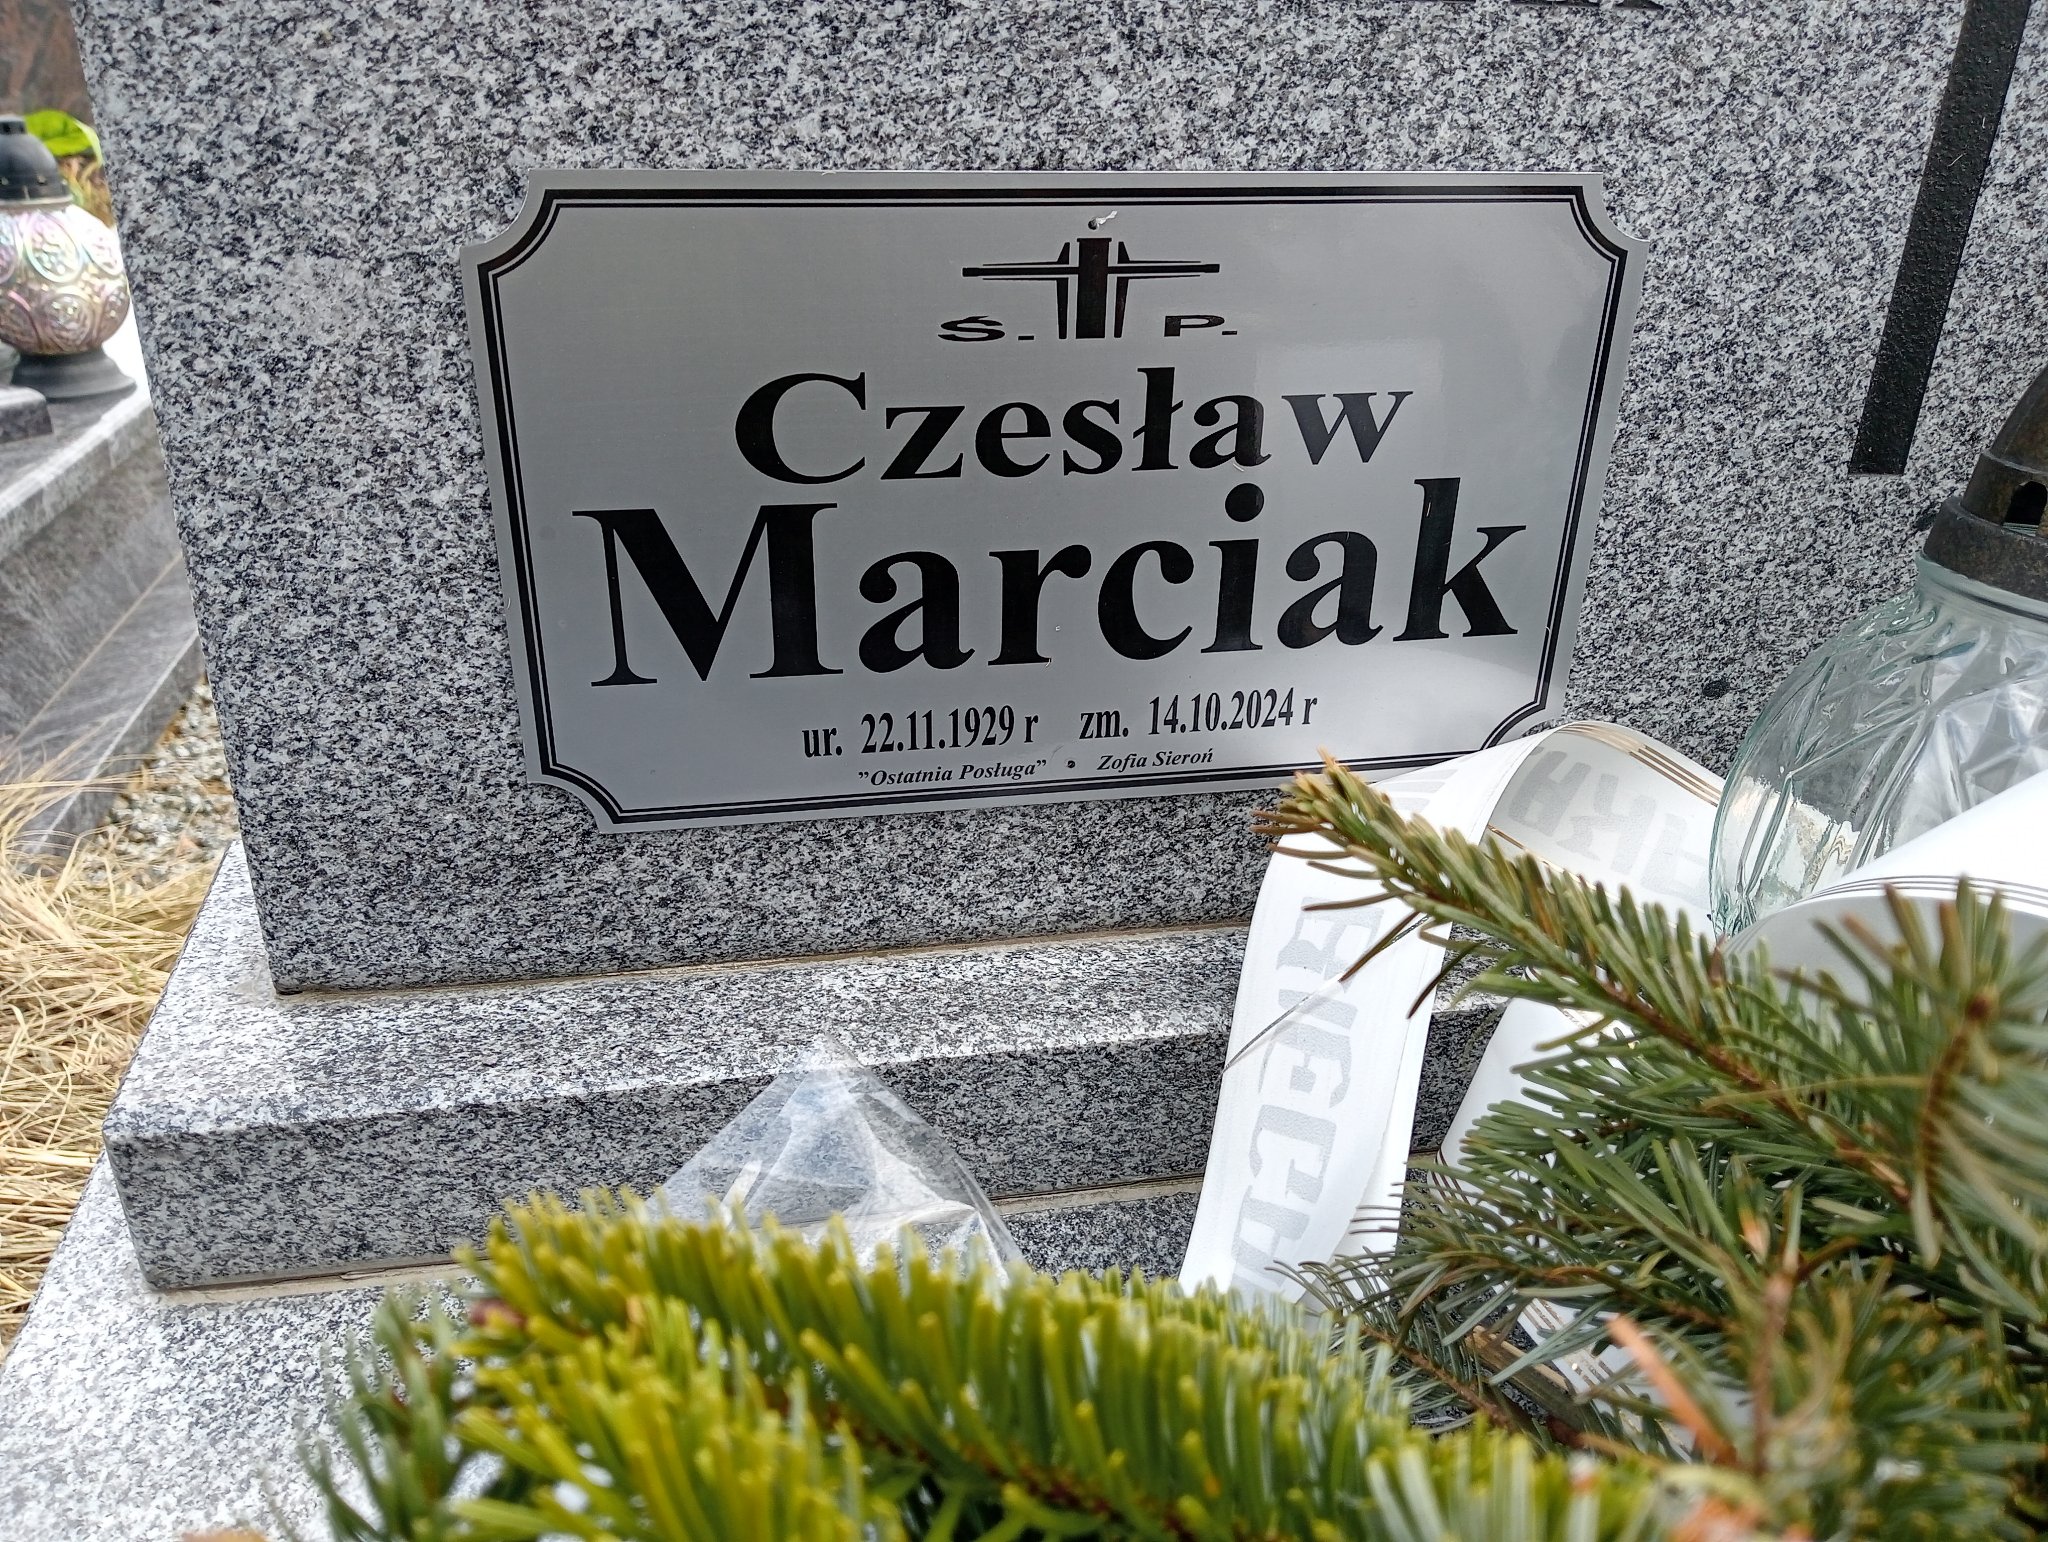 Ś. P.
Czesław
Marciak
ur. 22.11.1929 r zm. 14.10.2024 r
"Ostatnia Posługa" • Zofia Sieroń